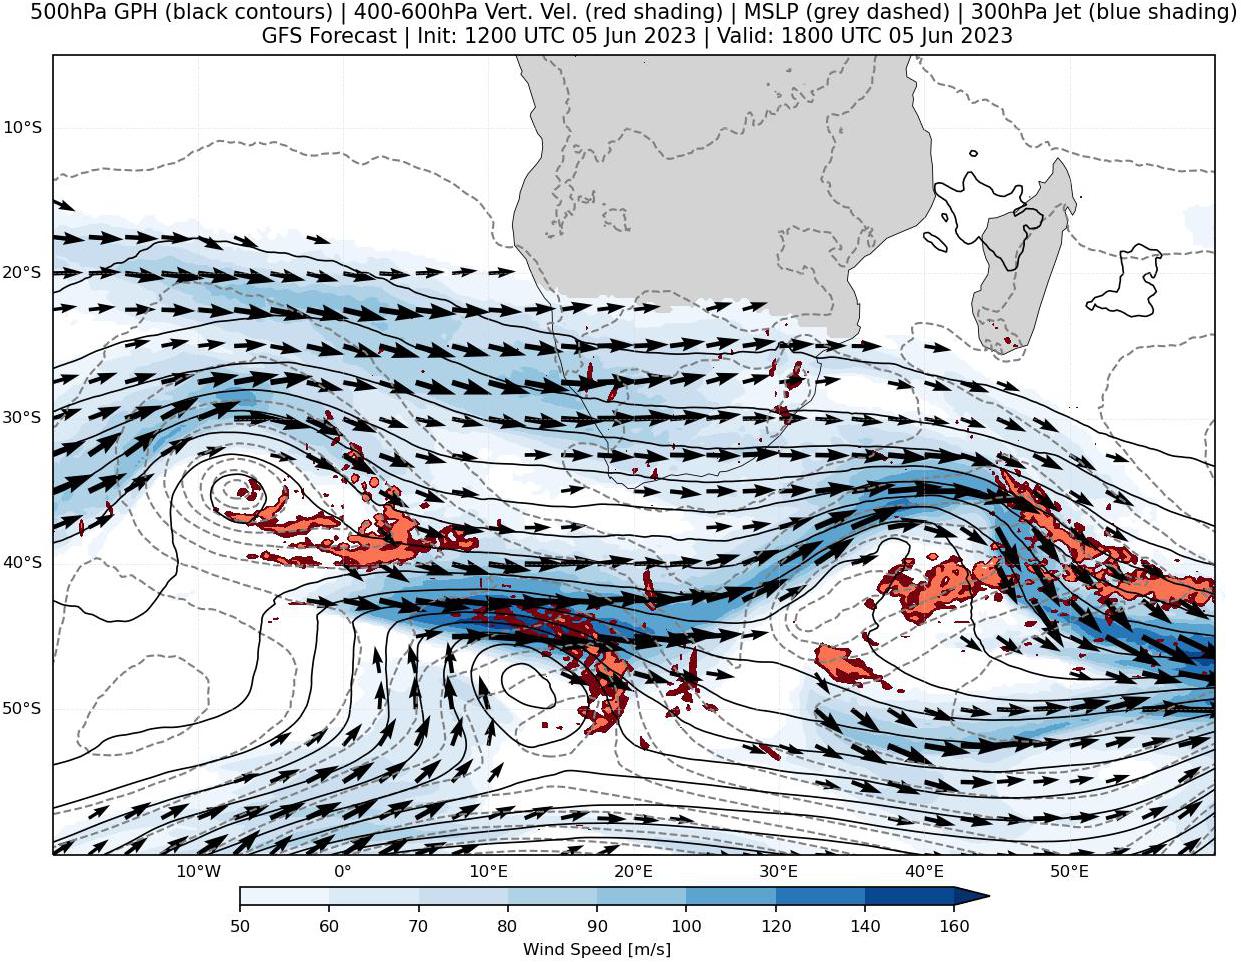 500hPa GPH (black contours) | 400-600hPa Vert. Vel. (red shading) | MSLP (grey dashed) | 300hPa Jet (blue shading)
GFS Forecast | Init: 1200 UTC 05 Jun 2023 | Valid: 1800 UTC 05 Jun 2023
10°S
20°S
30°S
40°S
50°S
10°W 0° 10°E 20°E 30°E 40°E 50°E
50 60 70 80 90 100 120 140 160
Wind Speed [m/s]